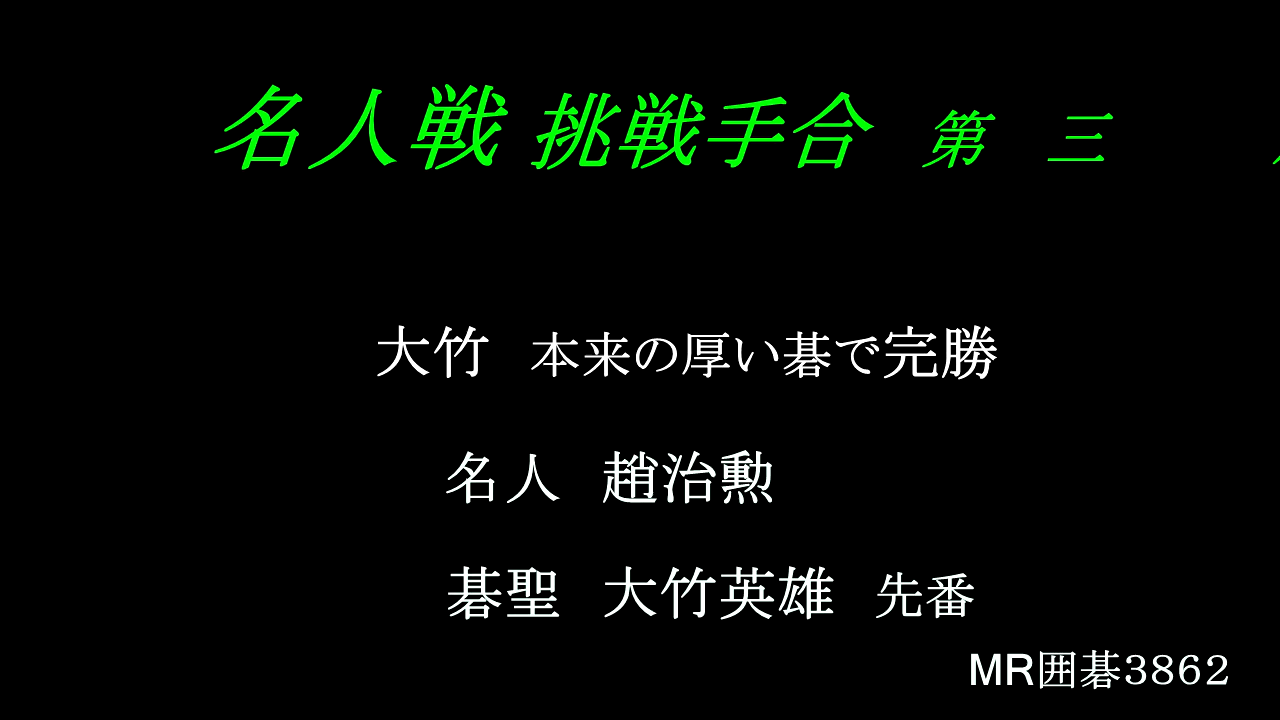 名人戦 挑戦手合 第 三
大竹 本来の厚い碁で完勝
名人 趙治勲
碁聖 大竹英雄 先番
MR囲碁3862